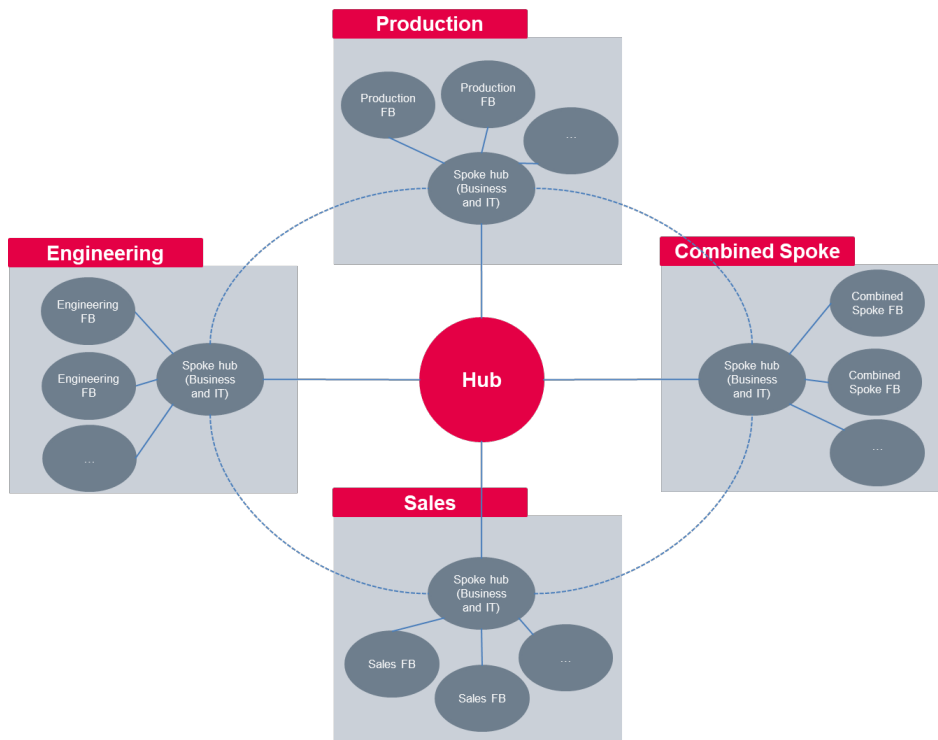 Production
Production
FB
Production
FB
...
Spoke hub
(Business
and IT)
Engineering
Engineering
FB
Engineering
FB
...
Spoke hub
(Business
and IT)
Hub
Combined Spoke
Combined
Spoke FB
Combined
Spoke FB
...
Spoke hub
(Business
and IT)
Sales
Spoke hub
(Business
and IT)
Sales FB
Sales FB
...